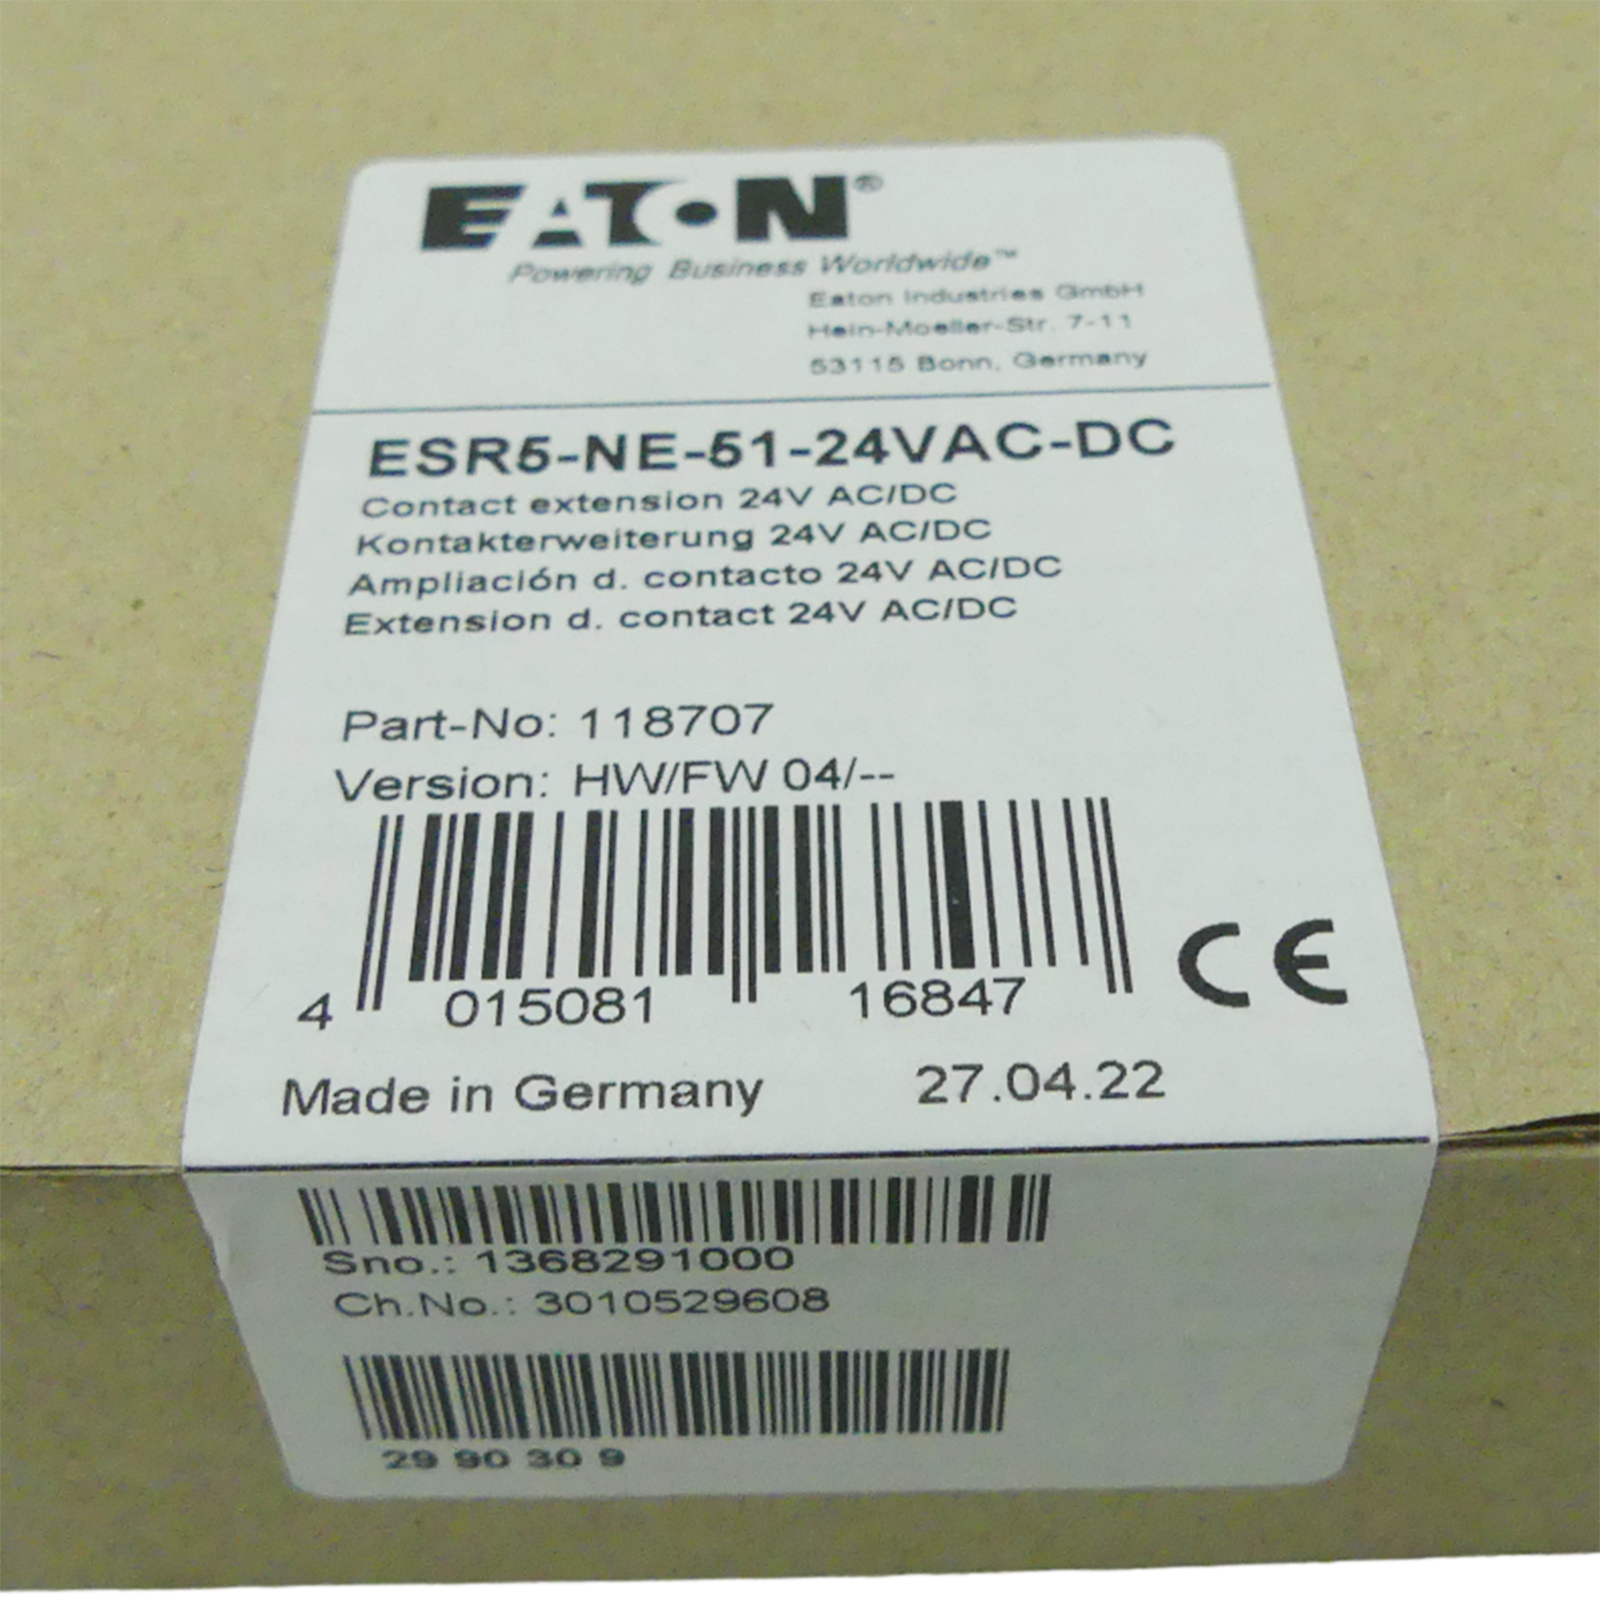 EATON®
Powering Business Worldwide™
Eaton Industries GmbH
Hein-Moeller-Str. 7-11
53115 Bonn, Germany
ESR5-NE-51-24VAC-DC
Contact extension 24V AC/DC
Kontakterweiterung 24V AC/DC
Ampliación d. contacto 24V AC/DC
Extension d. contact 24V AC/DC
Part-No: 118707
Version: HW/FW 04/--
4 015081 16847
CE
Made in Germany 27.04.22
Sno.: 1368291000
Ch.No.: 3010529608
29 90 30 9